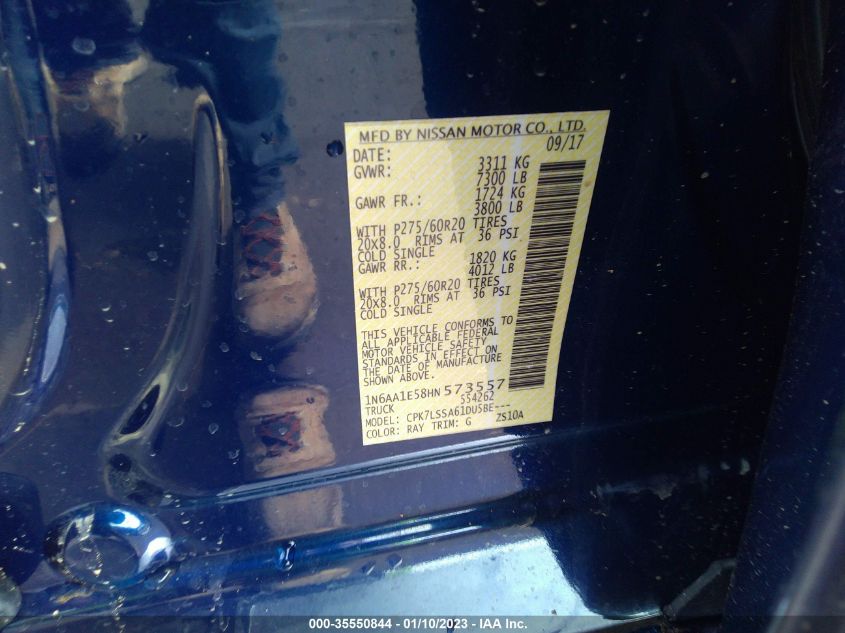 MFD BY NISSAN MOTOR CO., LTD.
DATE: 09/17
GVWR: 3311 KG
7300 LB
GAWR FR.: 1724 KG
3800 LB
WITH P275/60R20 TIRES
20X8.0 RIMS AT 36 PSI
COLD SINGLE
GAWR RR.: 1820 KG
4012 LB
WITH P275/60R20 TIRES
20X8.0 RIMS AT 36 PSI
COLD SINGLE
THIS VEHICLE CONFORMS TO
ALL APPLICABLE FEDERAL
MOTOR VEHICLE SAFETY
STANDARDS IN EFFECT ON
THE DATE OF MANUFACTURE
SHOWN ABOVE.
1N6AA1E58HN573557
TRUCK 554262
MODEL: CPK7LSSA61DU5BE---
COLOR: RAY TRIM: G ZS10A
000-35550844 - 01/10/2023 - IAA Inc.